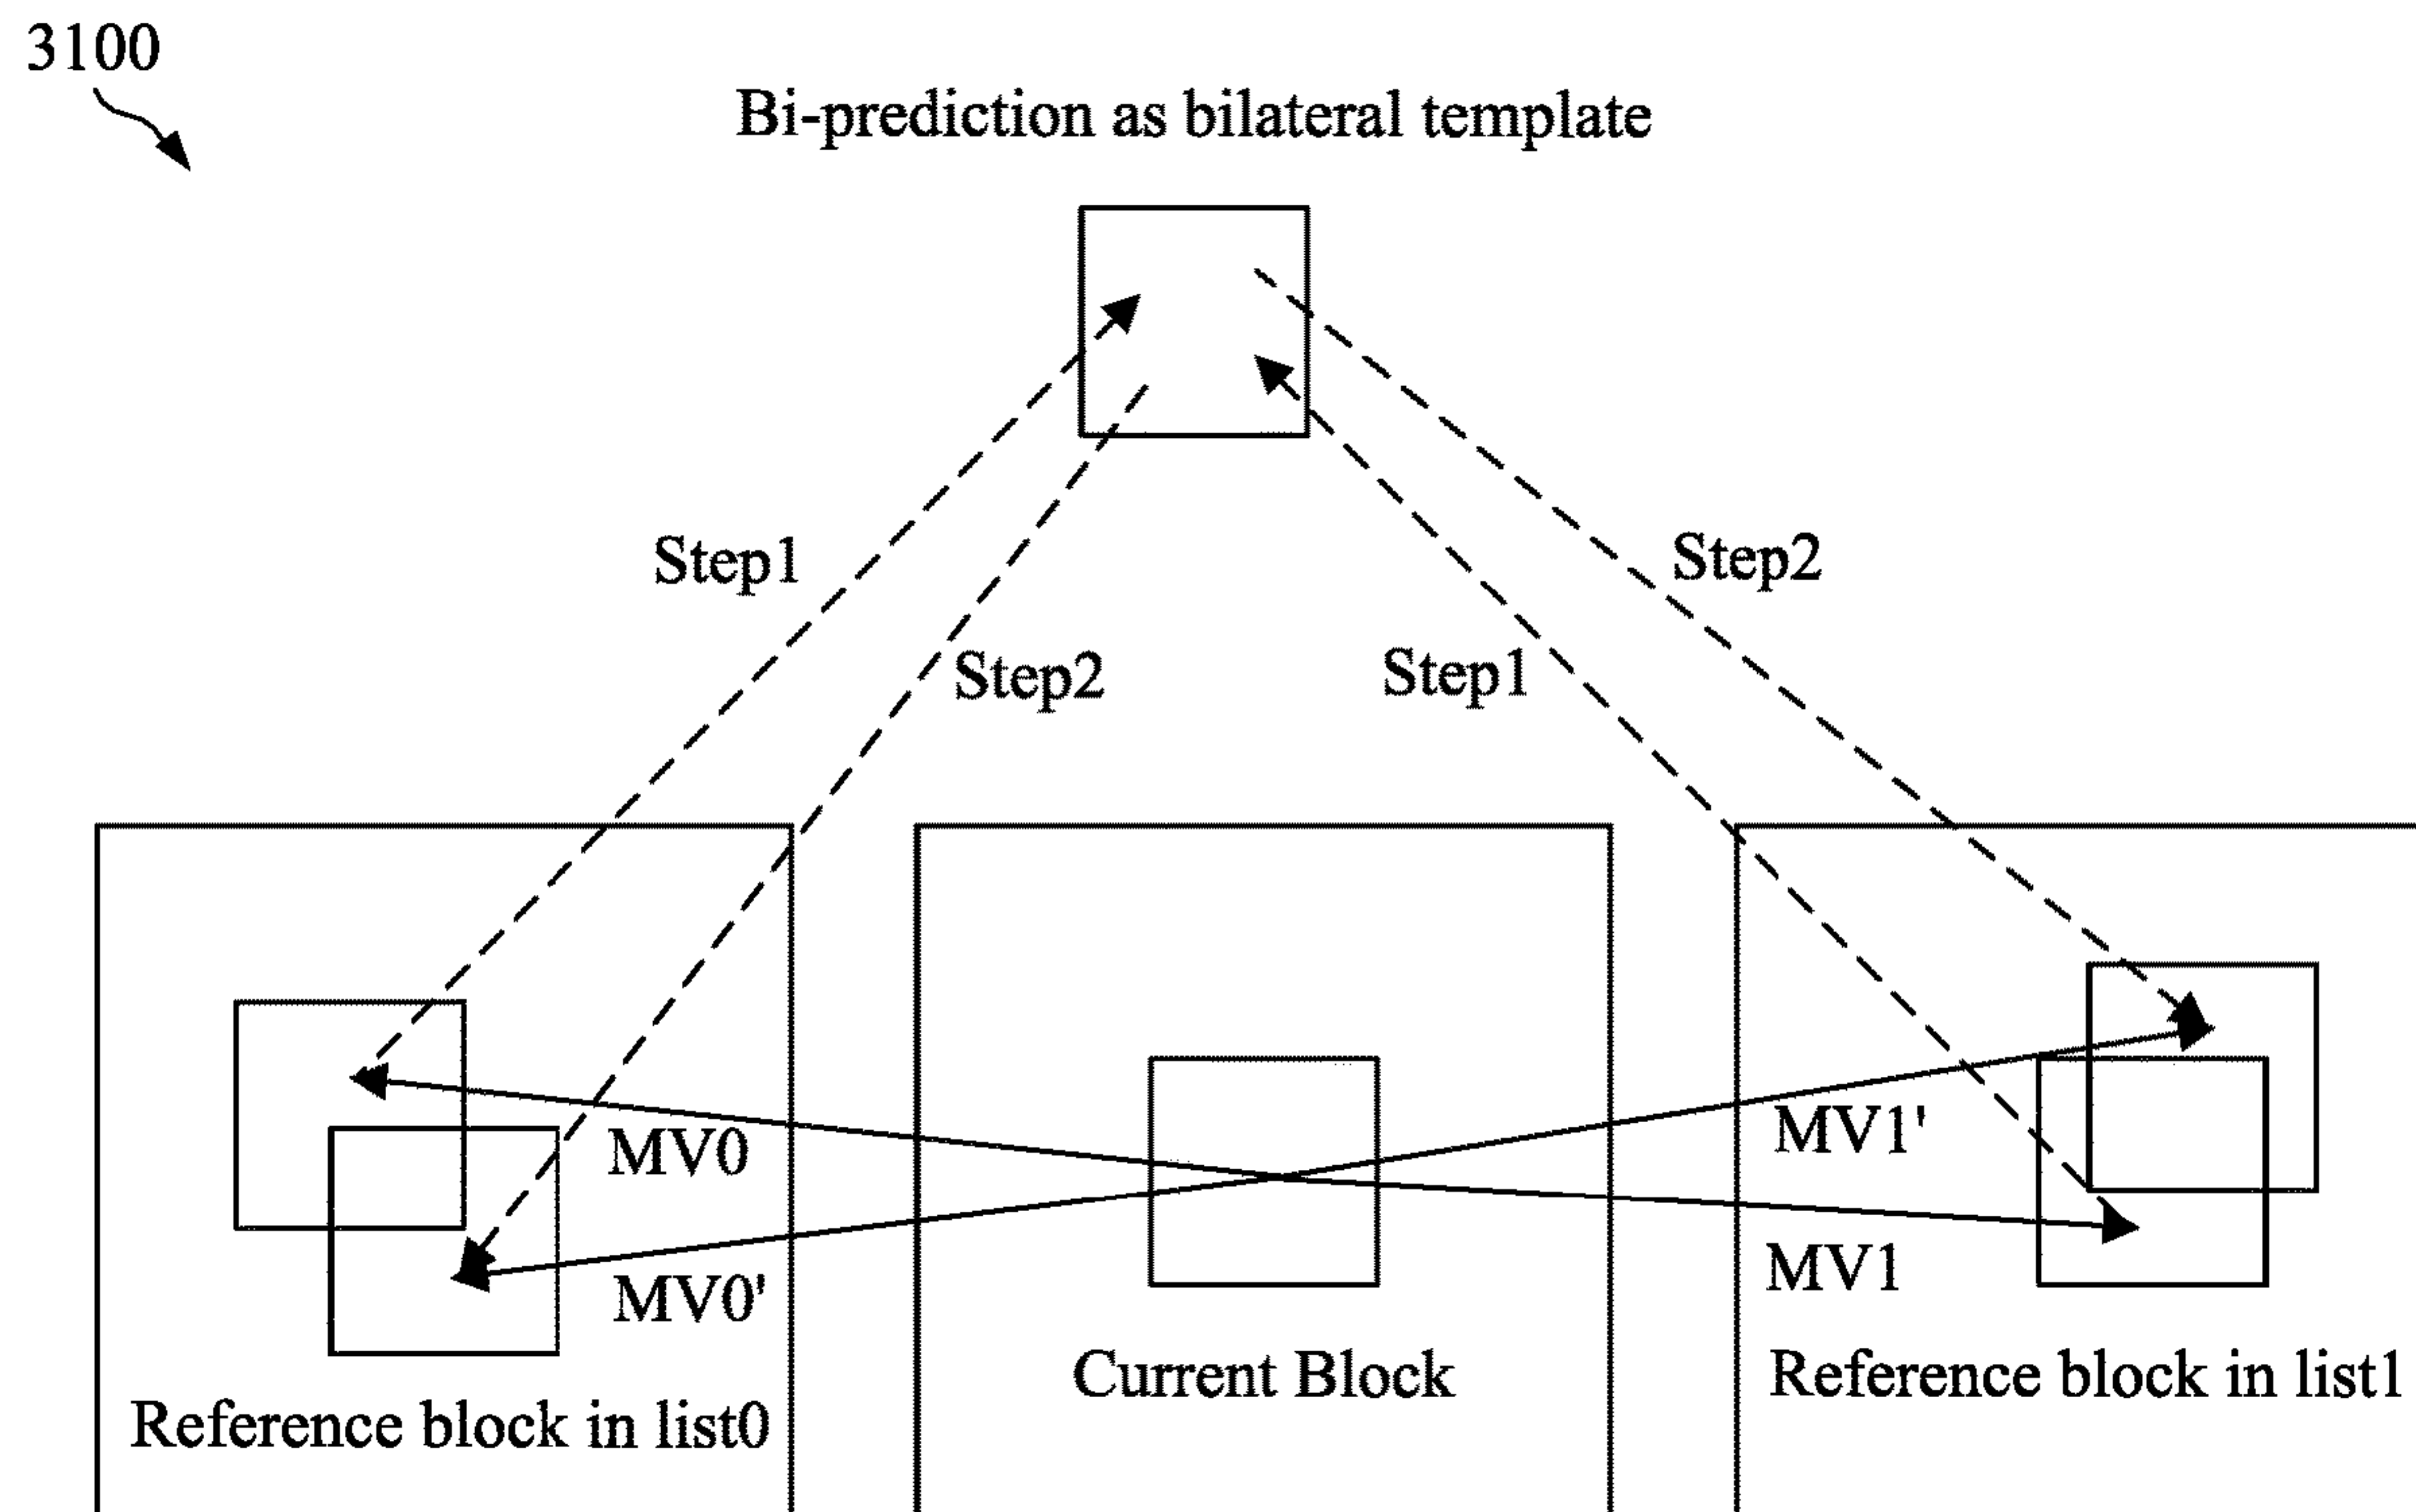 3100
Bi-prediction as bilateral template
Step1
Step2
Step2
Step1
MV0
MV1'
MV0'
MV1
Current Block
Reference block in list1
Reference block in list0